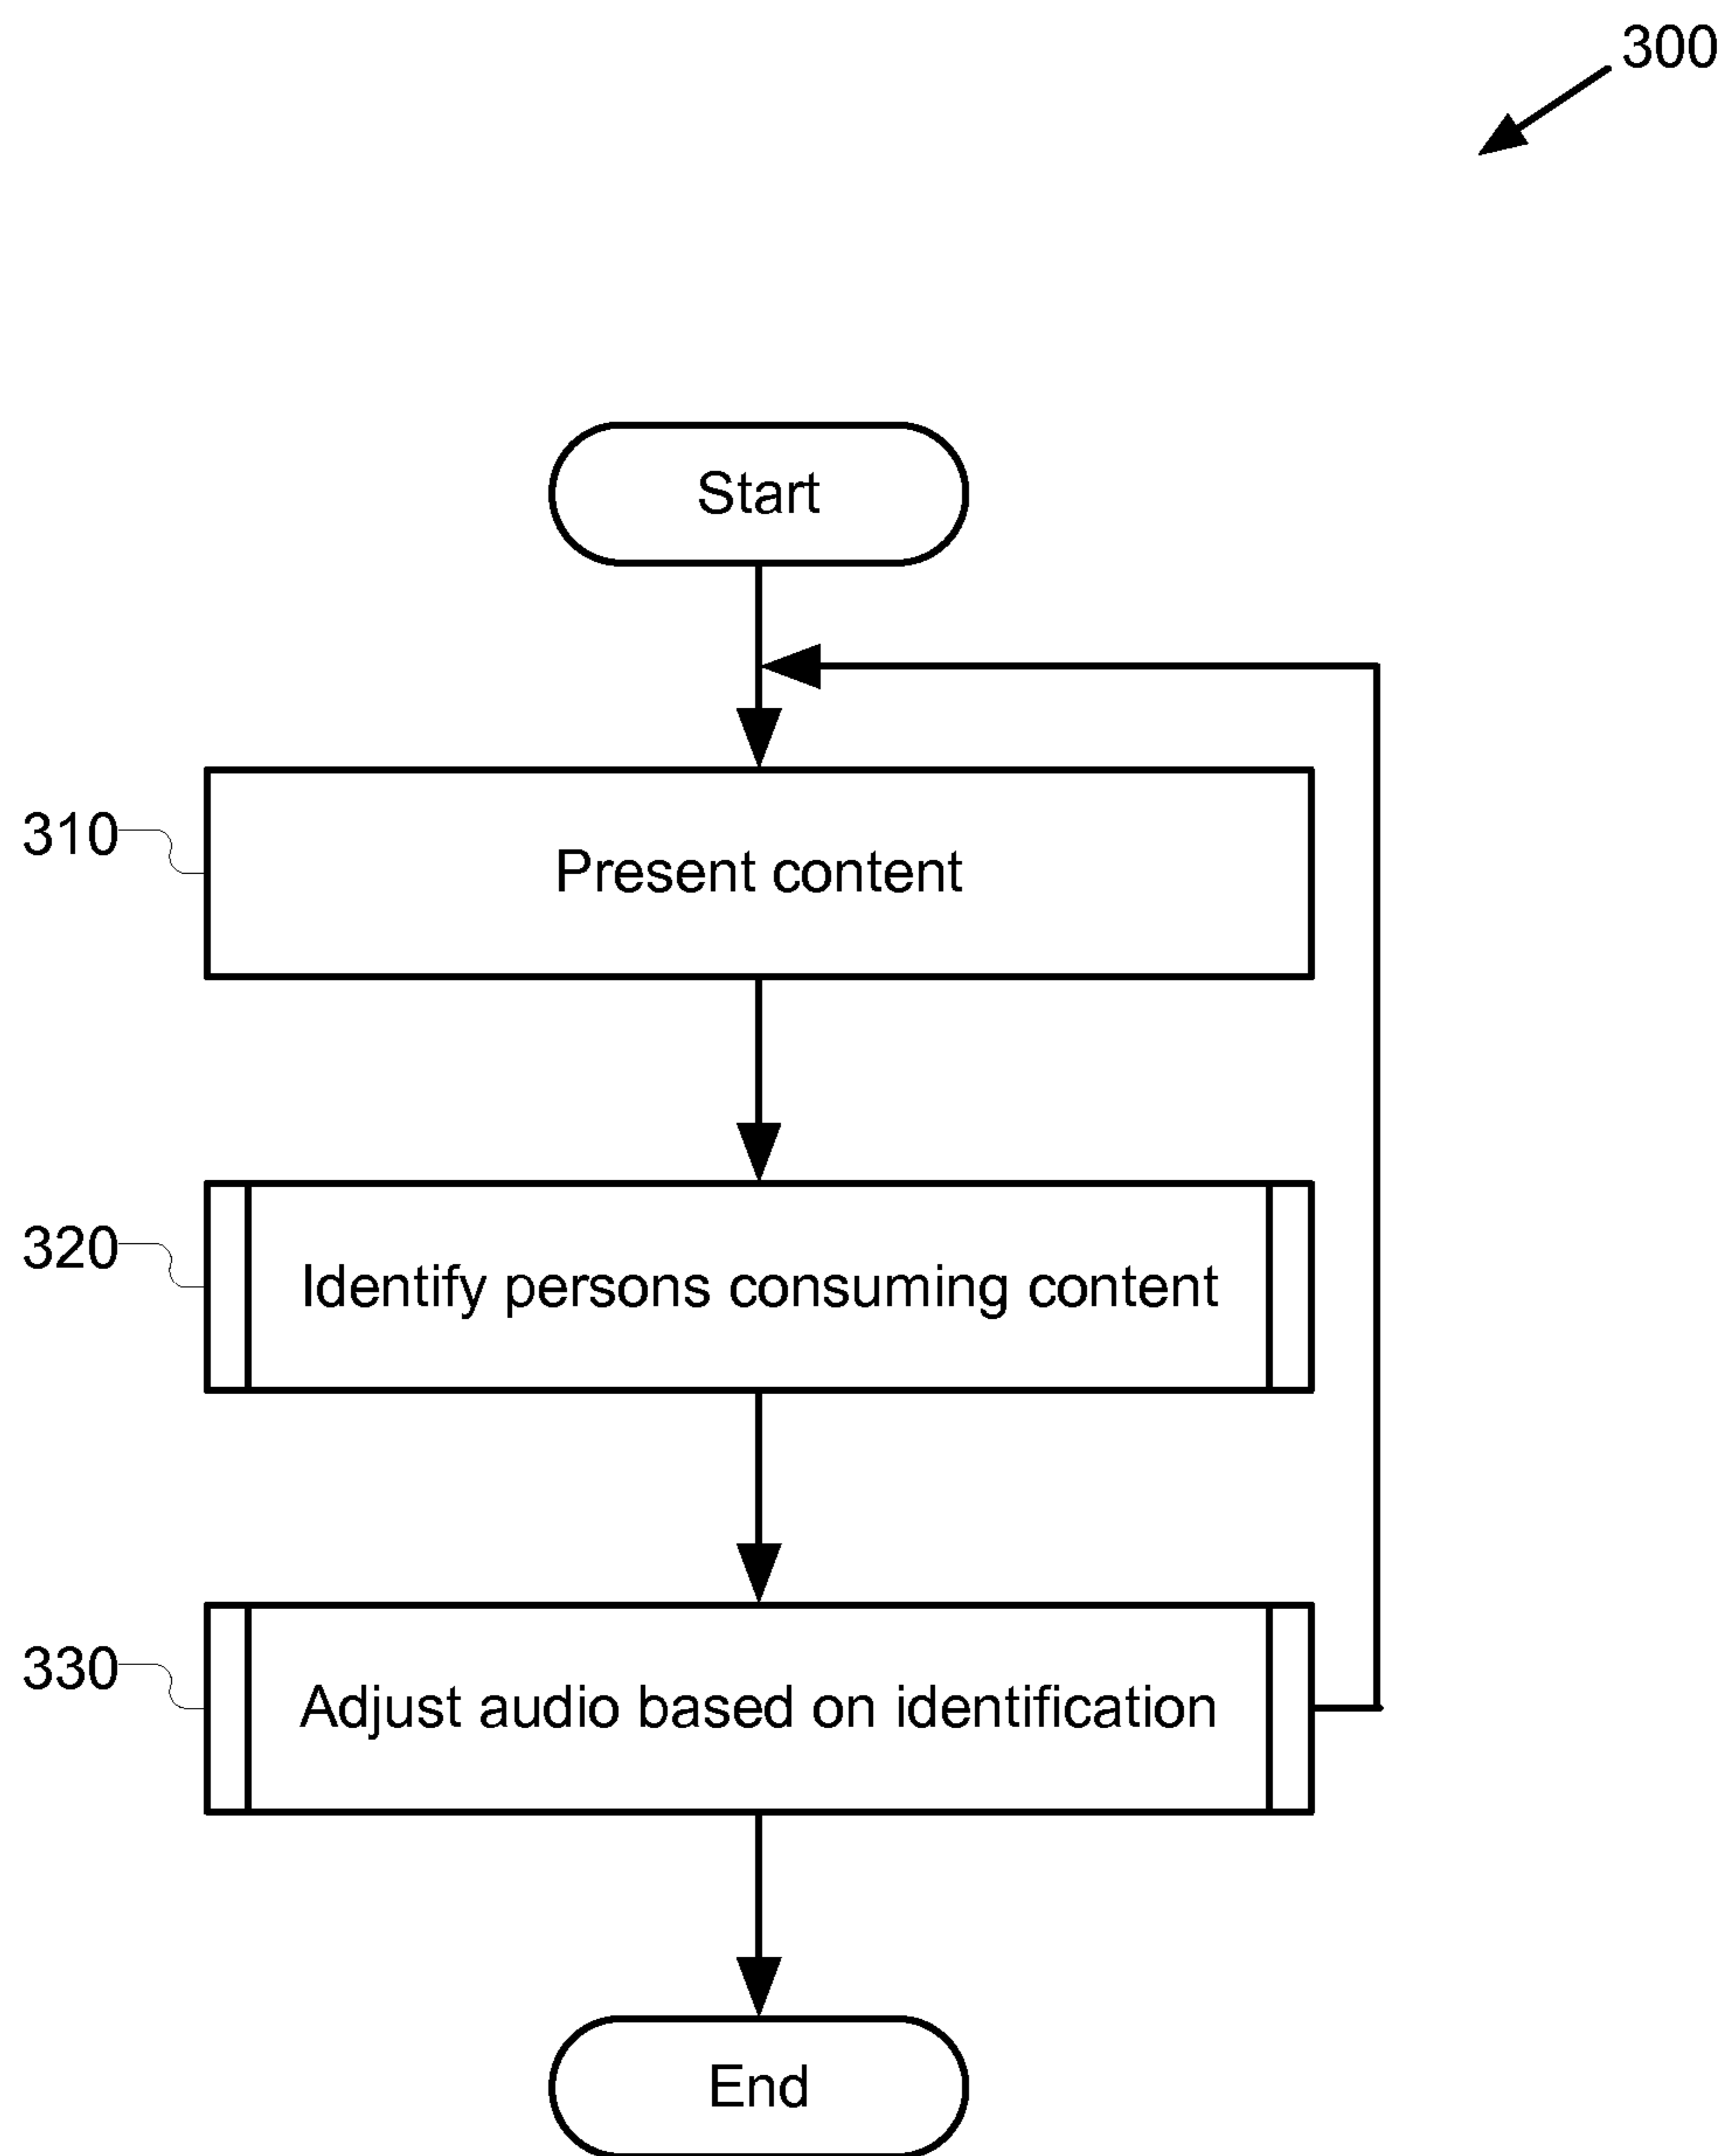 300
Start
310
Present content
320
Identify persons consuming content
330
Adjust audio based on identification
End